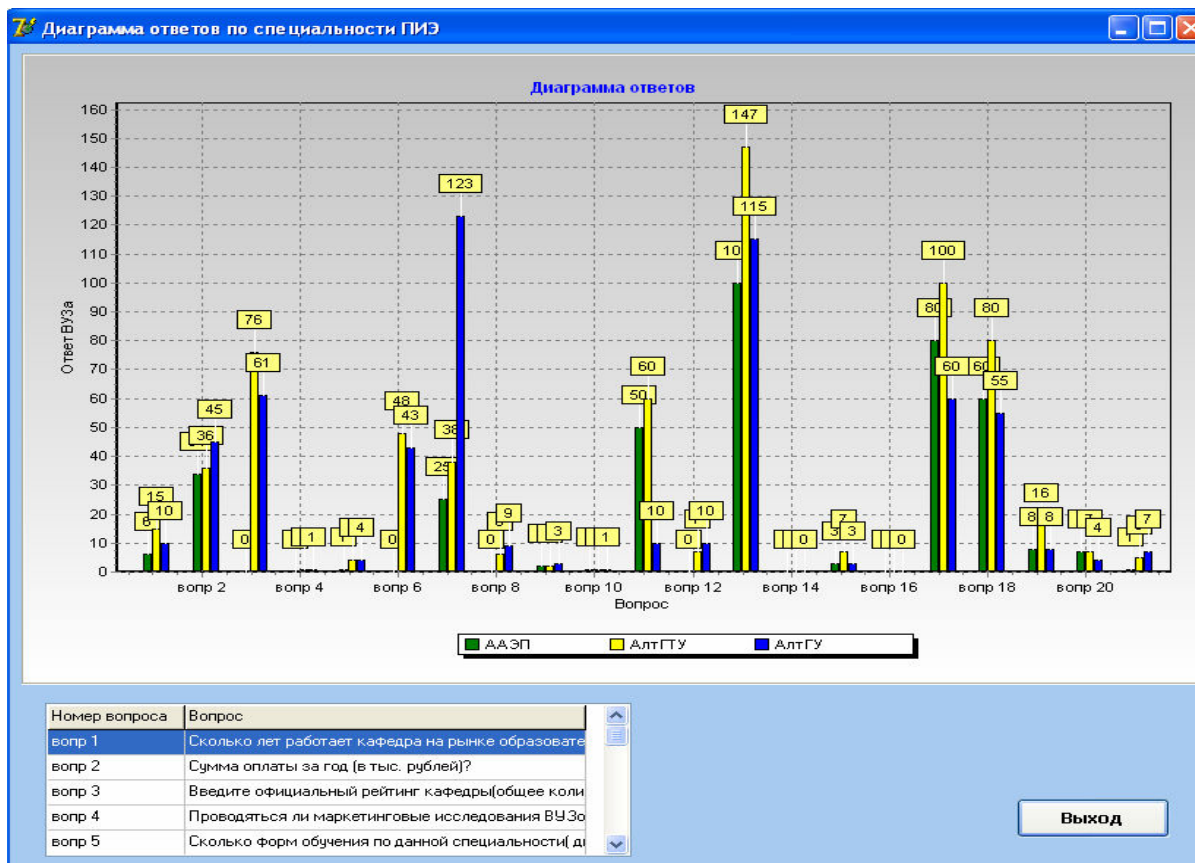 Диаграмма ответов по специальности ПИЭ
Диаграмма ответов
Ответ ВУЗа
160
150
140
130
120
110
100
90
80
70
60
50
40
30
20
10
0
6
15
10
36
45
0
76
61
1
4
0
48
43
25
38
123
0
6
9
3
1
50
60
10
0
10
147
115
0
3
7
3
0
80
100
60
60
80
55
8
16
8
7
4
7
вопр 2
вопр 4
вопр 6
вопр 8
вопр 10
вопр 12
вопр 14
вопр 16
вопр 18
вопр 20
Вопрос
ААЭП АлтГТУ АлтГУ
Номер вопроса Вопрос
вопр 1 Сколько лет работает кафедра на рынке образовате
вопр 2 Сумма оплаты за год (в тыс. рублей)?
вопр 3 Введите официальный рейтинг кафедры(общее коли
вопр 4 Проводяться ли маркетинговые исследования ВУЗо
вопр 5 Сколько форм обучения по данной специальности( д
Выход